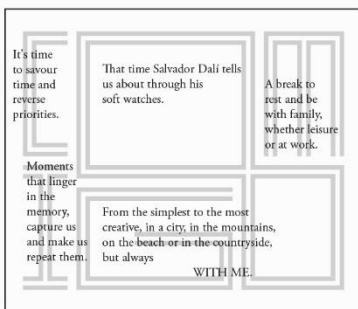 It's time
to savour
time and
reverse
priorities.
That time Salvador Dalí tells
us about through his
soft watches.
A break to
rest and be
with family,
whether leisure
or at work.
Moments
that linger
in the
memory,
capture us
and make us
repeat them.
From the simplest to the most
creative, in a city, in the mountains,
on the beach or in the countryside,
but always
WITH ME.